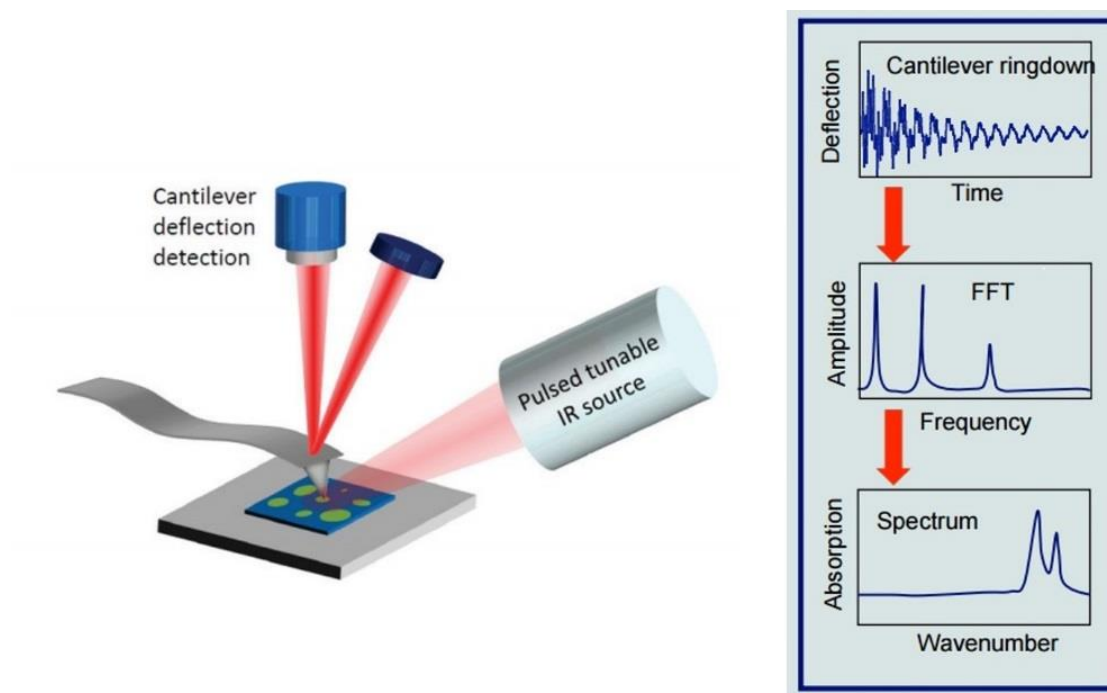 Cantilever
deflection
detection
Pulsed tunable
IR source
Cantilever ringdown
Deflection
Time
FFT
Amplitude
Frequency
Spectrum
Absorption
Wavenumber